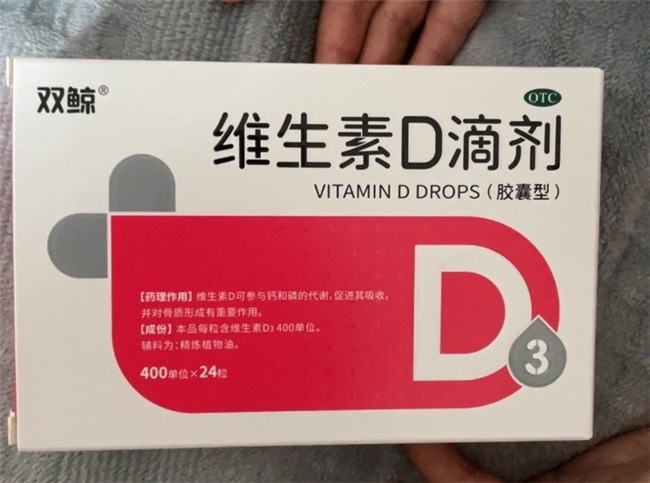 双鲸®
OTC
维生素D滴剂
VITAMIN D DROPS（胶囊型）
【药理作用】维生素D可参与钙和磷的代谢，促进其吸收，
并对骨质形成有重要作用。
【成份】本品每粒含维生素D3 400单位。
辅料为：精炼植物油。
400单位×24粒
D
3